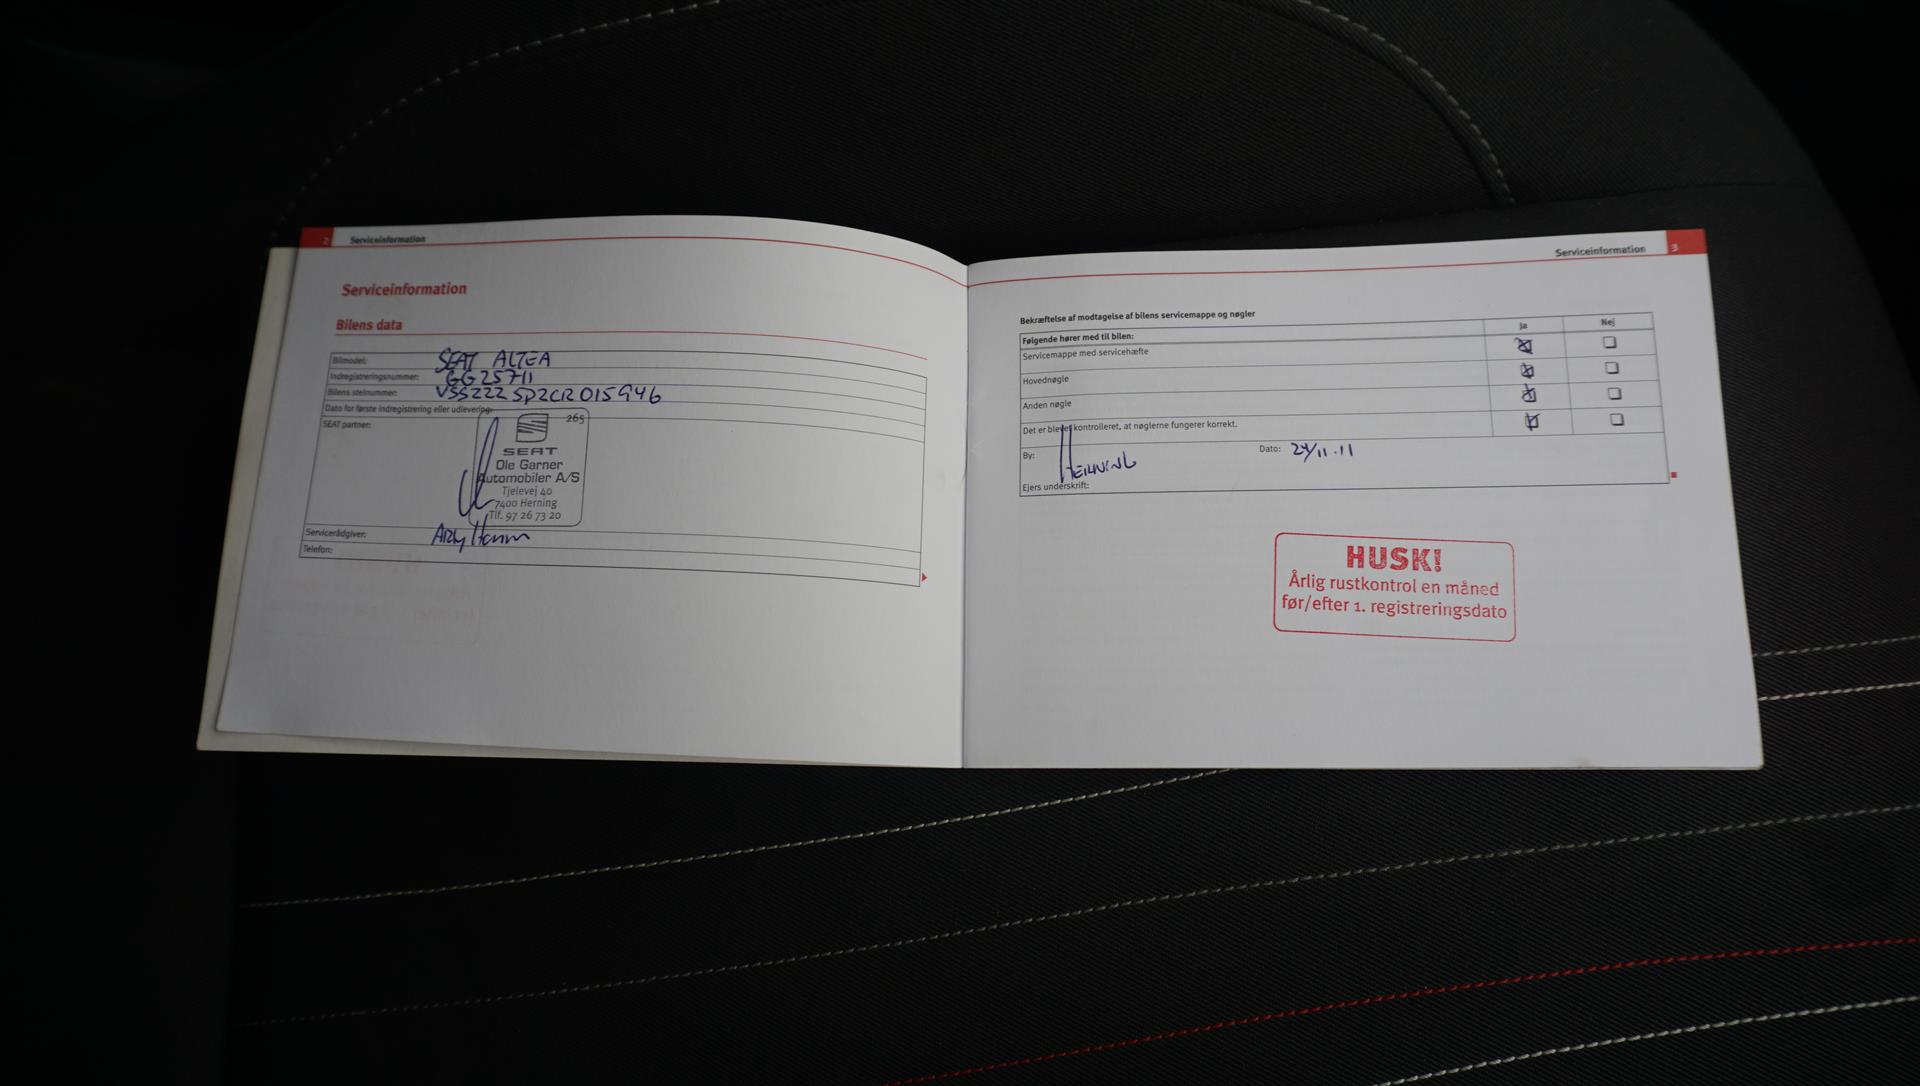 2 Serviceinformation
Serviceinformation
Bilens data
Bilmodel: SEAT ALTEA
Indregistreringsnummer: GG25711
Bilens stelnummer: VSSZZZ5PZCR015946
Dato for første indregistrering eller udlevering:
SEAT partner:
265
SEAT
Ole Garner
Automobiler A/S
Tjelevej 40
7400 Herning
Tlf. 97 26 73 20
Servicerådgiver:
Telefon:
Serviceinformation 3
Bekræftelse af modtagelse af bilens servicemappe og nøgler
Følgende hører med til bilen: Ja Nej
Servicemappe med servicehæfte
Hovednøgle
Anden nøgle
Det er blevet kontrolleret, at nøglerne fungerer korrekt.
By: HERNING Dato: 24/11.11
Ejers underskrift:
HUSK!
Årlig rustkontrol en måned
før/efter 1. registreringsdato